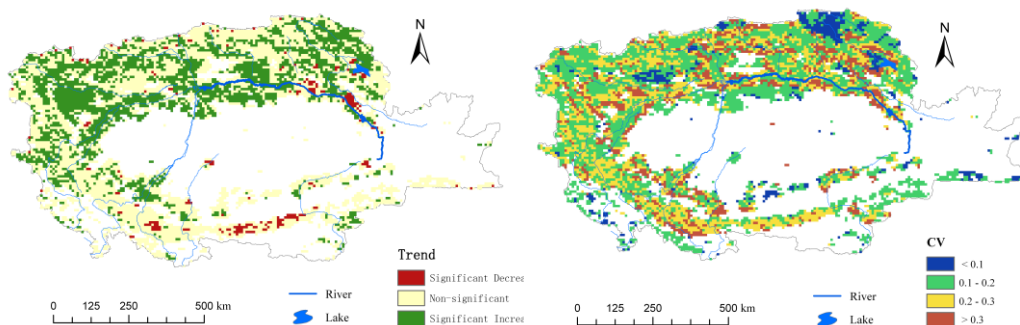 N
Trend
Significant Decrea
Non-significant
Significant Increa
0 125 250 500 km
River
Lake
N
CV
< 0.1
0.1 - 0.2
0.2 - 0.3
> 0.3
0 125 250 500 km
River
Lake